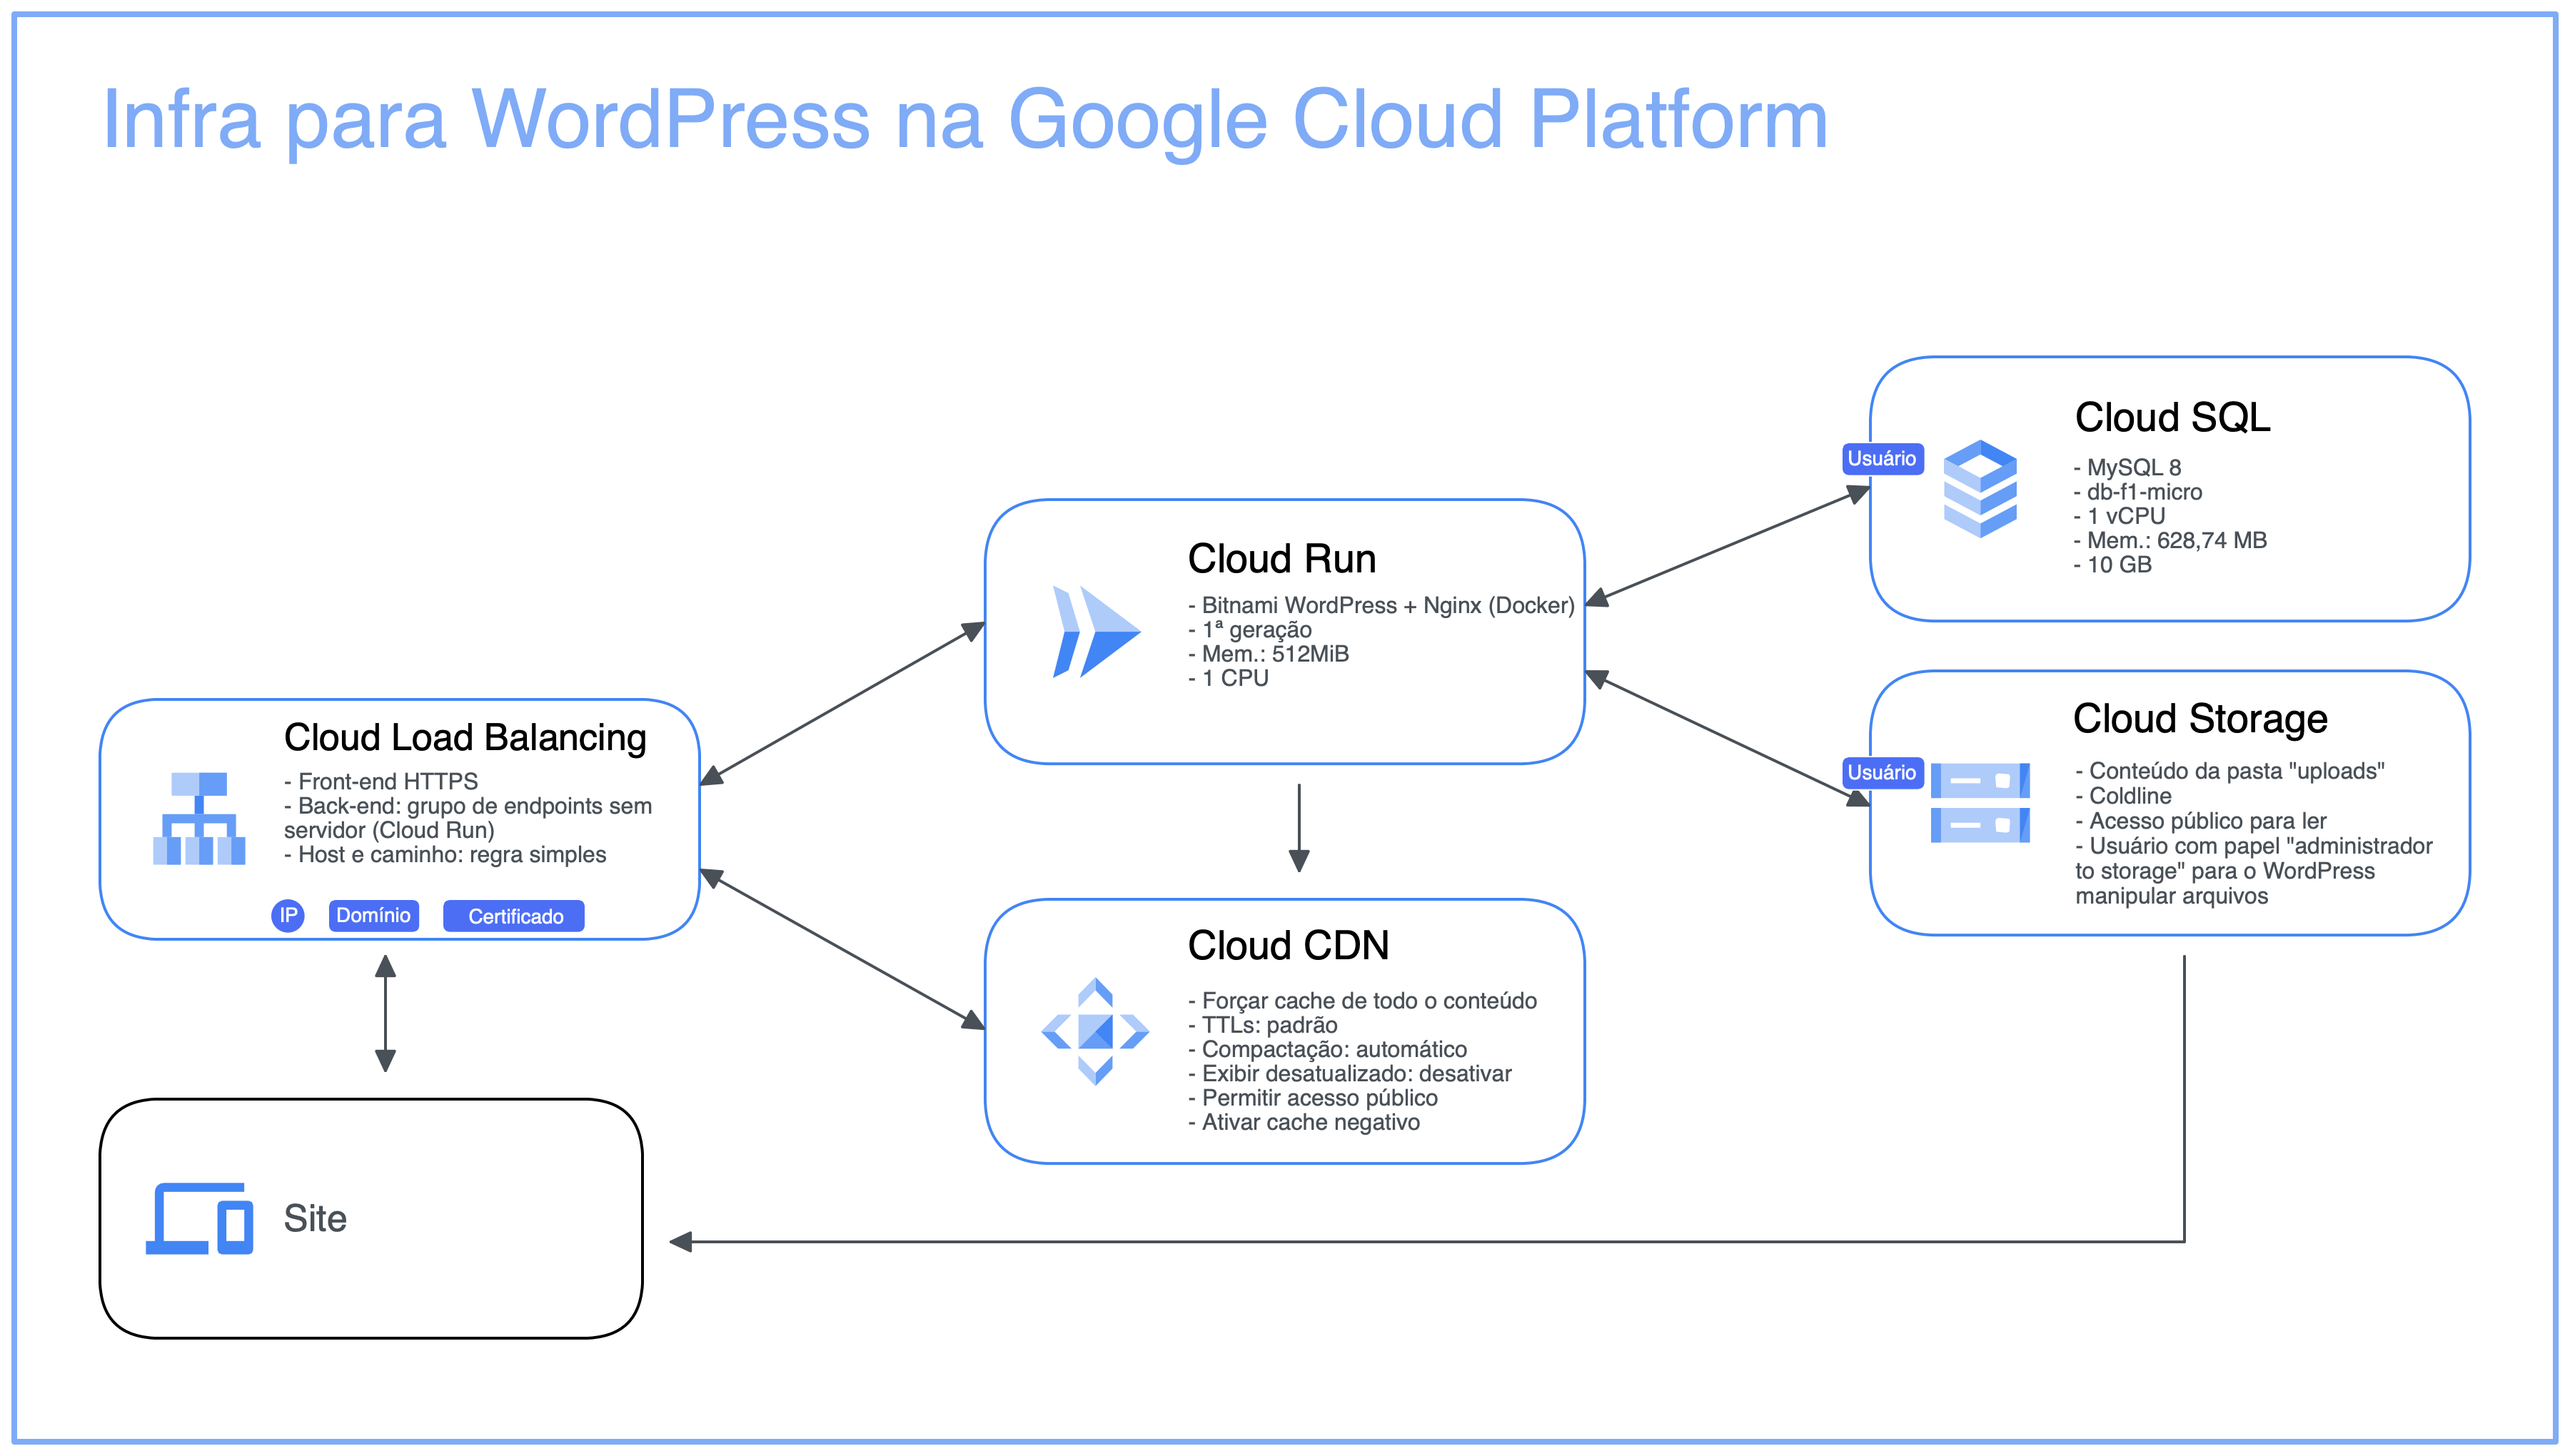 Infra para WordPress na Google Cloud Platform
Cloud SQL
Usuário
- MySQL 8
- db-f1-micro
- 1 vCPU
- Mem.: 628,74 MB
- 10 GB
Cloud Run
- Bitnami WordPress + Nginx (Docker)
- 1ª geração
- Mem.: 512MiB
- 1 CPU
Cloud Storage
Usuário
- Conteúdo da pasta "uploads"
- Coldline
- Acesso público para ler
- Usuário com papel "administrador
to storage" para o WordPress
manipular arquivos
Cloud Load Balancing
- Front-end HTTPS
- Back-end: grupo de endpoints sem
servidor (Cloud Run)
- Host e caminho: regra simples
IP
Domínio
Certificado
Cloud CDN
- Forçar cache de todo o conteúdo
- TTLs: padrão
- Compactação: automático
- Exibir desatualizado: desativar
- Permitir acesso público
- Ativar cache negativo
Site